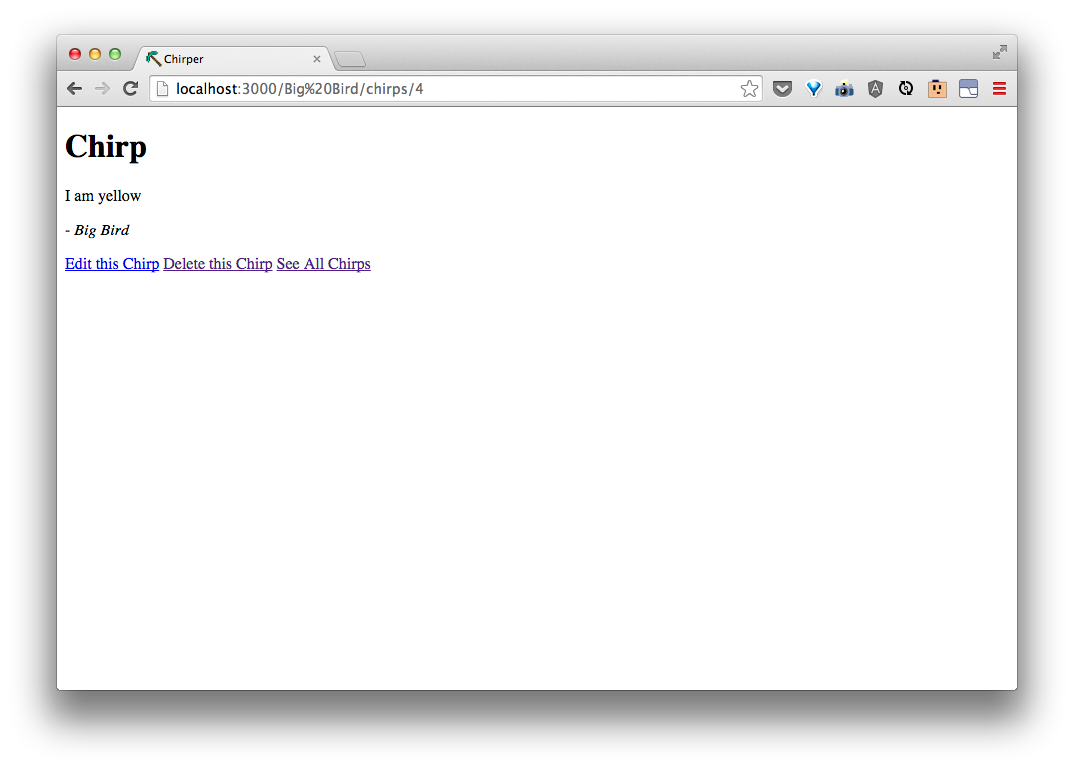 Chirper
localhost:3000/Big%20Bird/chirps/4
A
Chirp
I am yellow
- Big Bird
Edit this Chirp Delete this Chirp See All Chirps